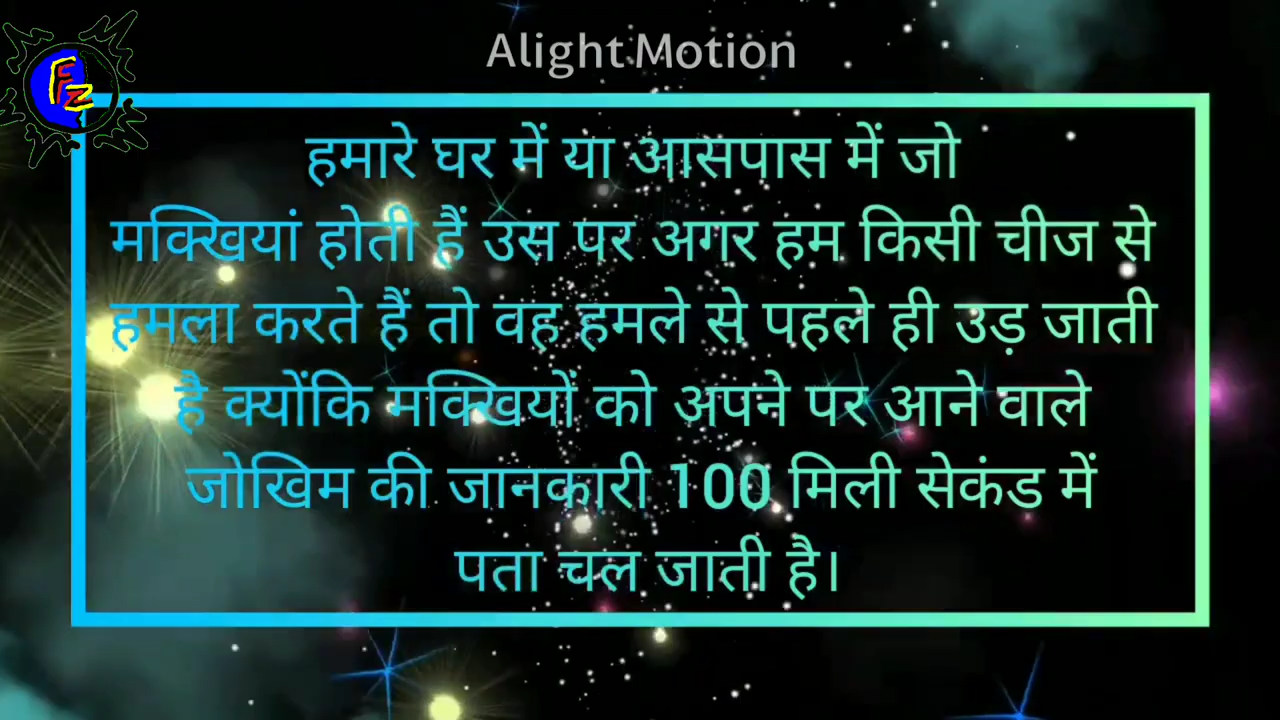 Alight Motion
FZ
हमारे घर में या आसपास में जो
मक्खियां होती हैं उस पर अगर हम किसी चीज से
हमला करते हैं तो वह हमले से पहले ही उड़ जाती
है क्योंकि मक्खियों को अपने पर आने वाले
जोखिम की जानकारी 100 मिली सेकंड में
पता चल जाती है।